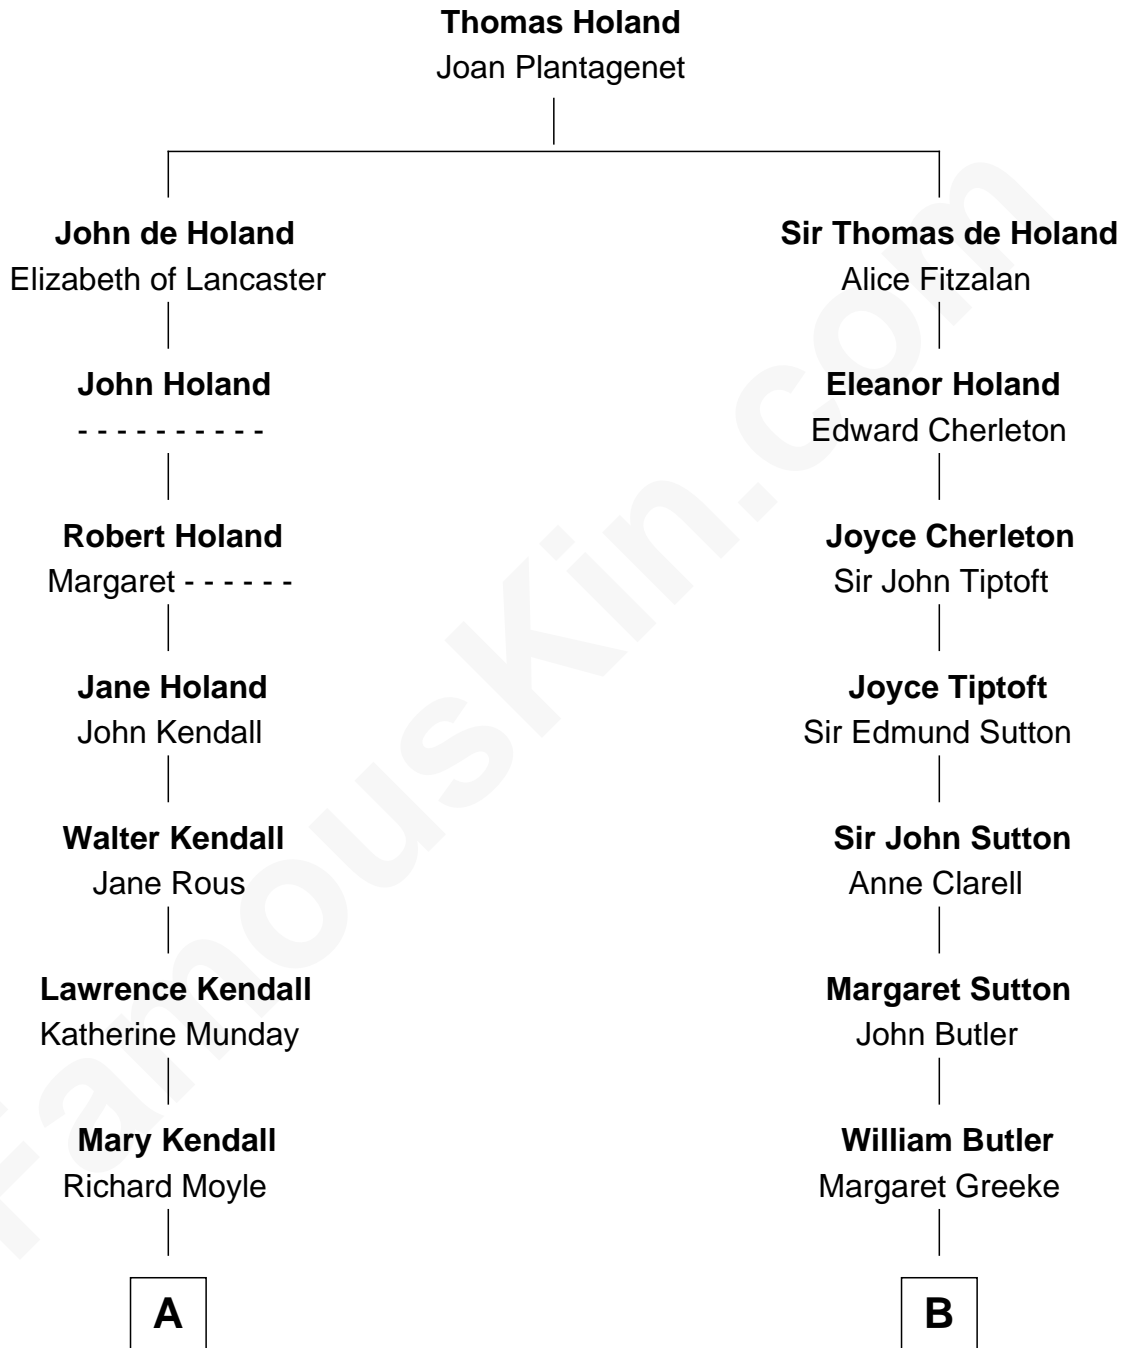 Thomas Holand
Joan Plantagenet
John de Holand
Elizabeth of Lancaster
Sir Thomas de Holand
Alice Fitzalan
John Holand
- - - - - - - - - -
Eleanor Holand
Edward Cherleton
Robert Holand
Margaret - - - - - -
Joyce Cherleton
Sir John Tiptoft
Jane Holand
John Kendall
Joyce Tiptoft
Sir Edmund Sutton
Walter Kendall
Jane Rous
Sir John Sutton
Anne Clarell
Lawrence Kendall
Katherine Munday
Margaret Sutton
John Butler
Mary Kendall
Richard Moyle
William Butler
Margaret Greeke
A
B
FamousKin.com